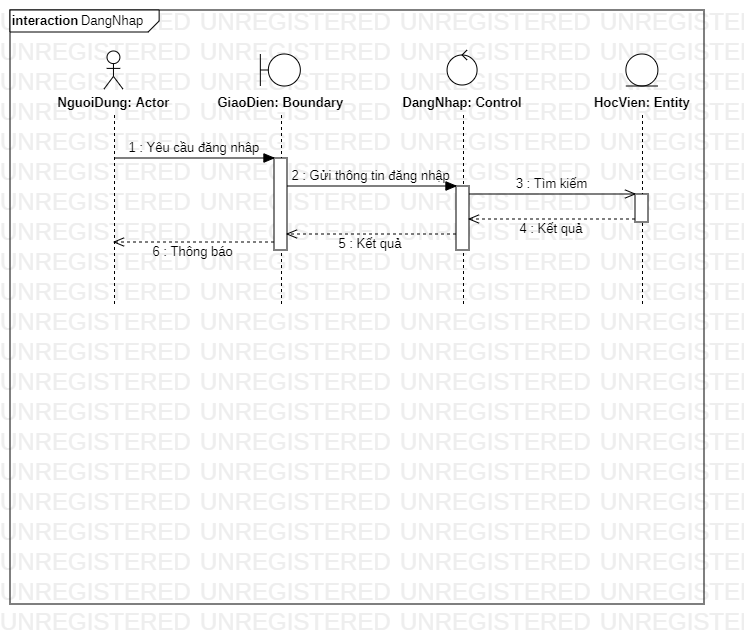 interaction DangNhap
NguoiDung: Actor
GiaoDien: Boundary
DangNhap: Control
HocVien: Entity
1 : Yêu cầu đăng nhập
2 : Gửi thông tin đăng nhập
3 : Tìm kiếm
4 : Kết quả
5 : Kết quả
6 : Thông báo
UNREGISTERED UNREGISTERED UNREGISTERED UNREGISTERED